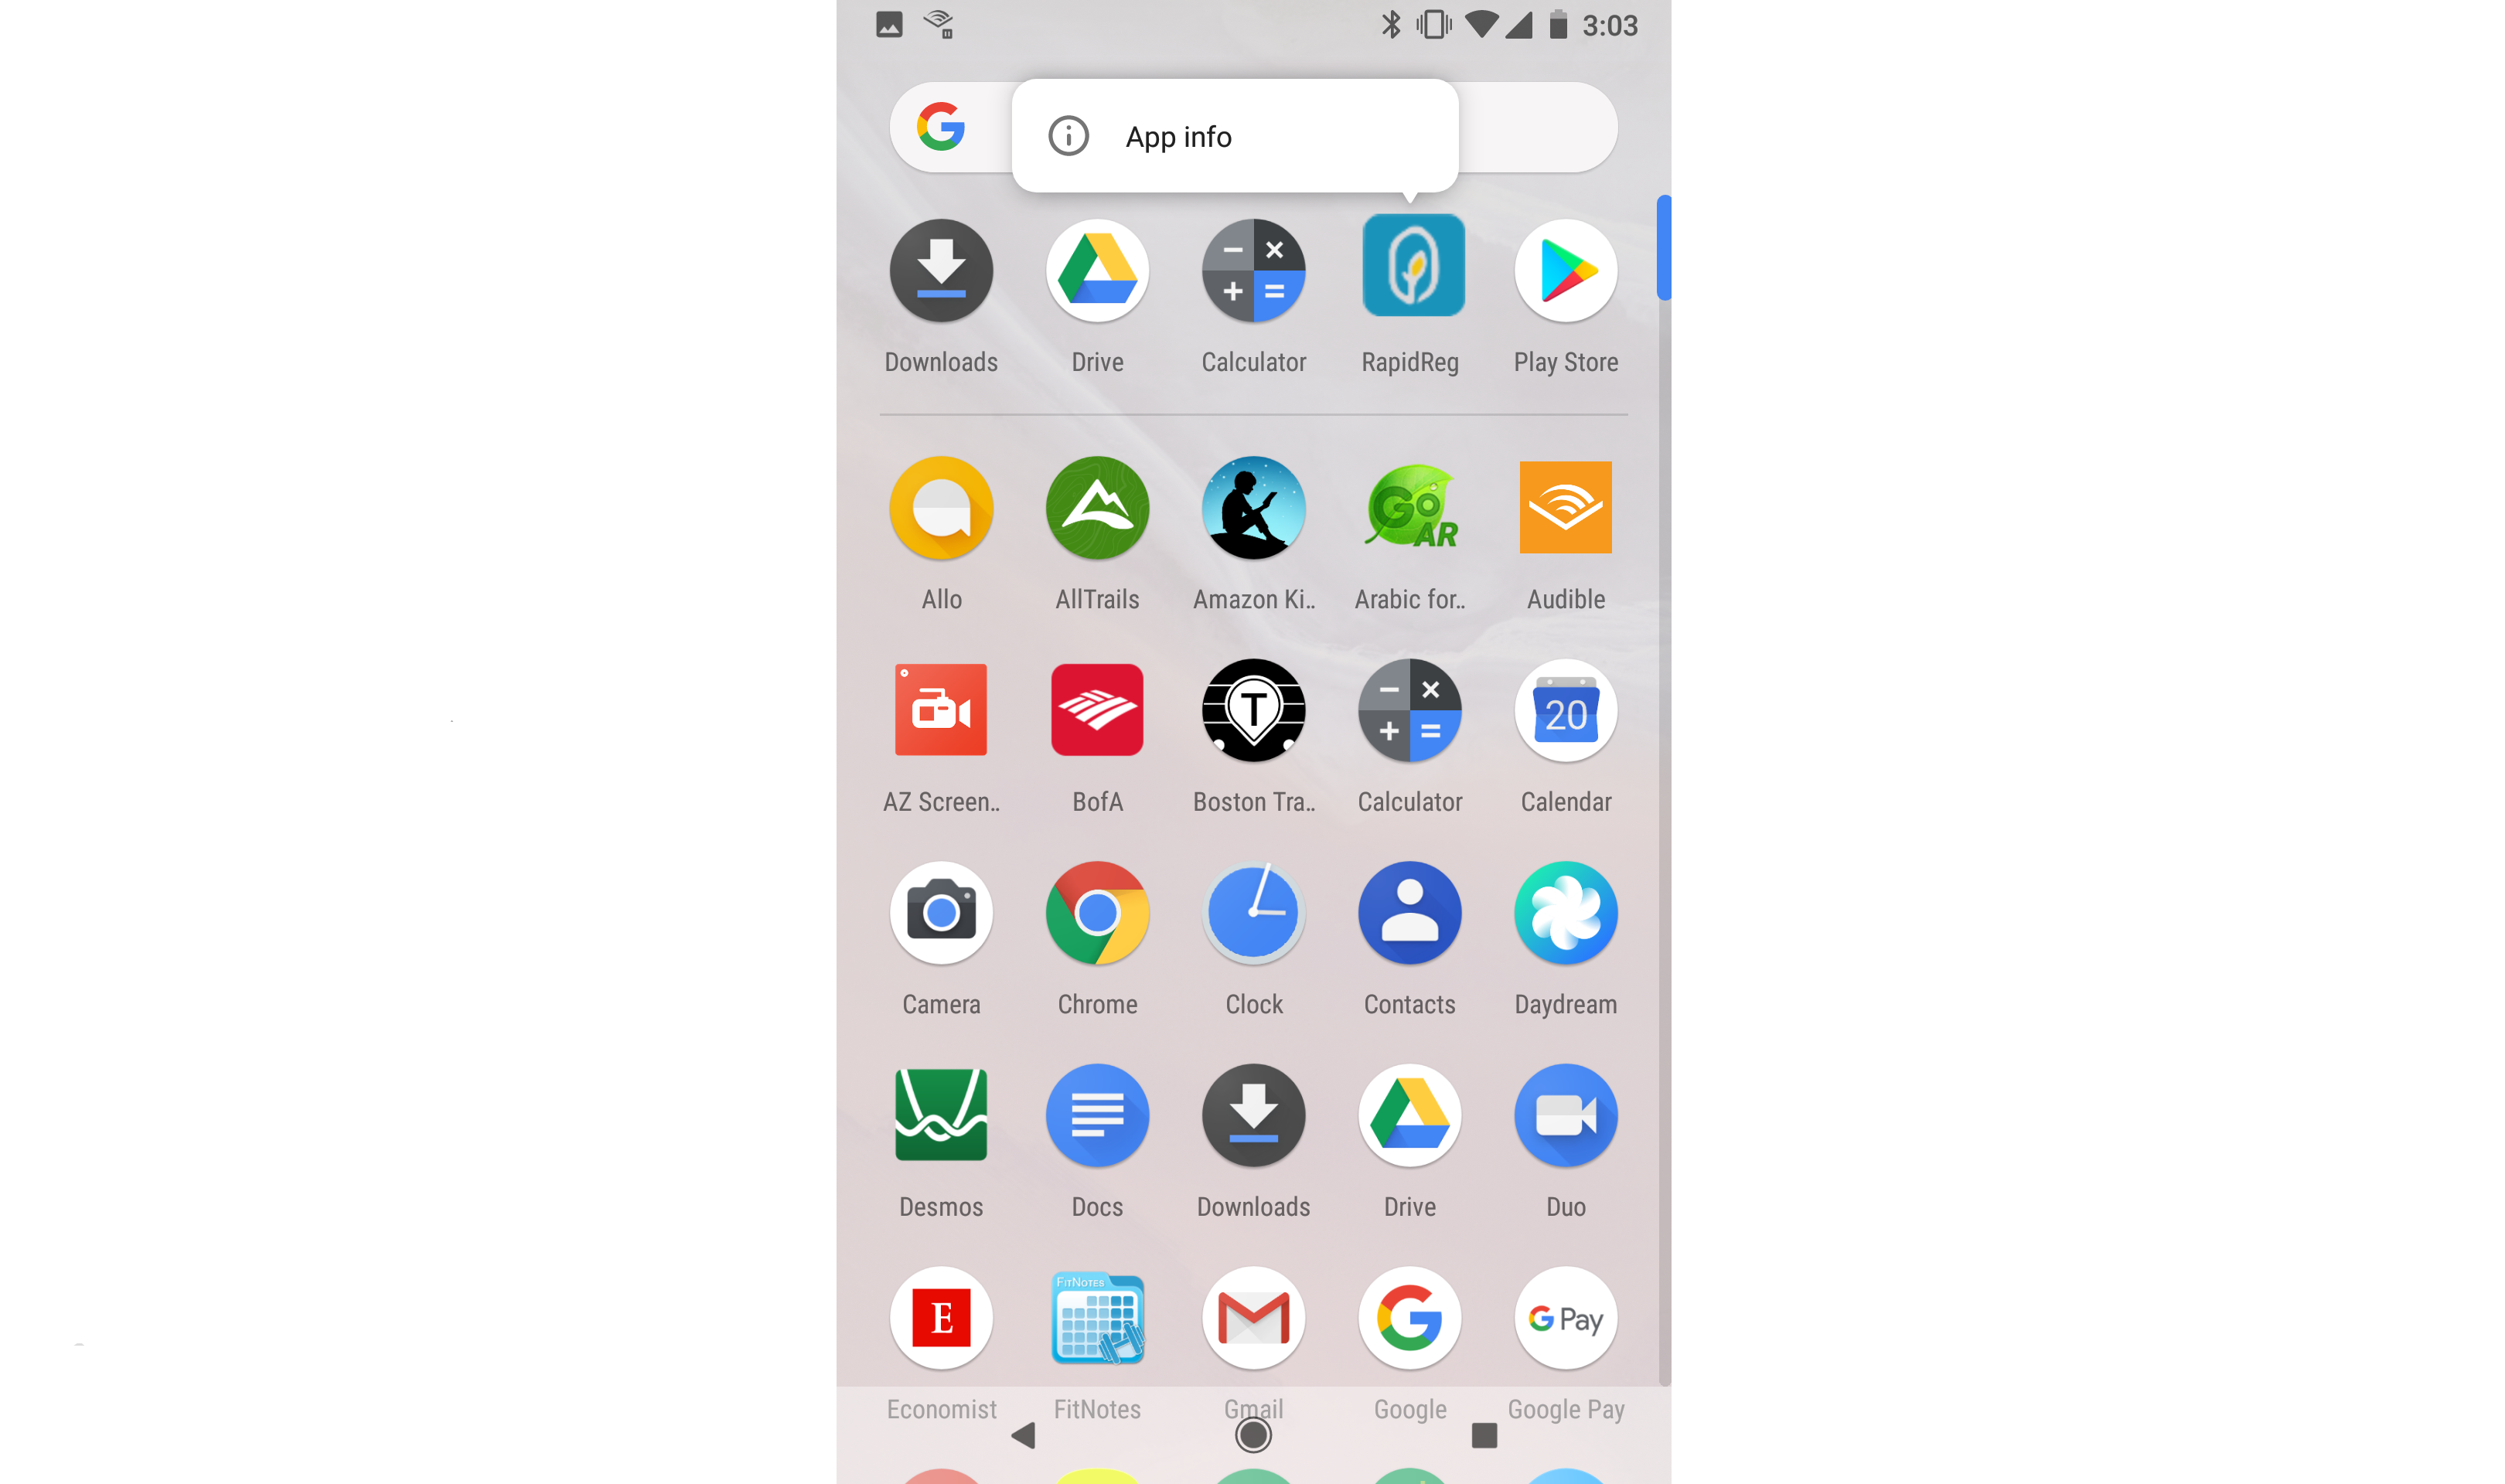 3:03
App info
Downloads Drive Calculator RapidReg Play Store
GO AR
Allo AllTrails Amazon Ki.. Arabic for.. Audible
T 20
AZ Screen.. BofA Boston Tra.. Calculator Calendar
Camera Chrome Clock Contacts Daydream
Desmos Docs Downloads Drive Duo
E FITNOTES G Pay
Economist FitNotes Gmail Google Google Pay